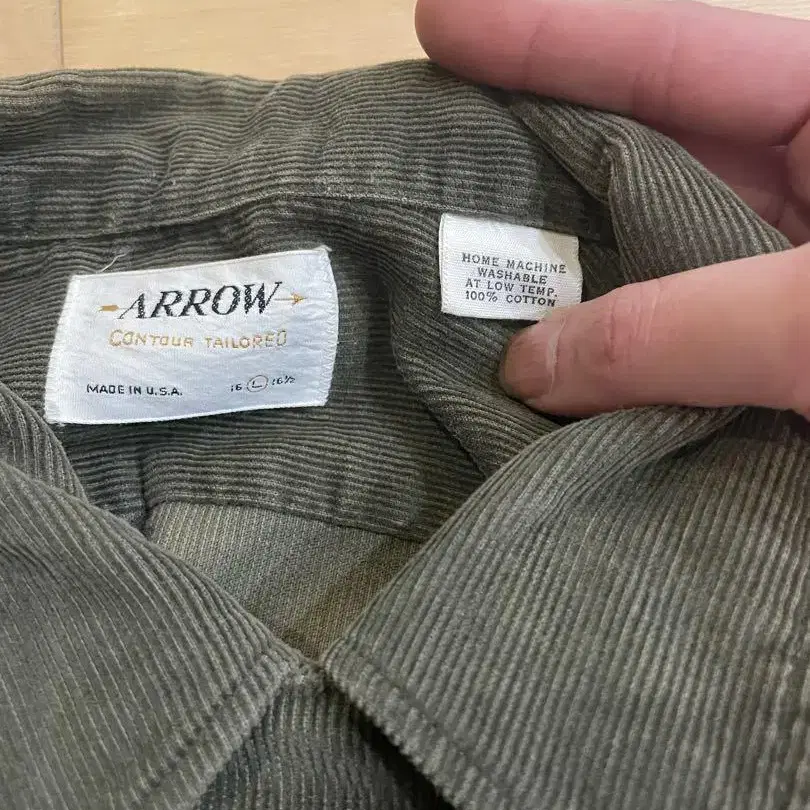 ARROW
CONTOUR TAILORED
MADE IN U.S.A. 16 L 16½
HOME MACHINE
WASHABLE
AT LOW TEMP.
100% COTTON